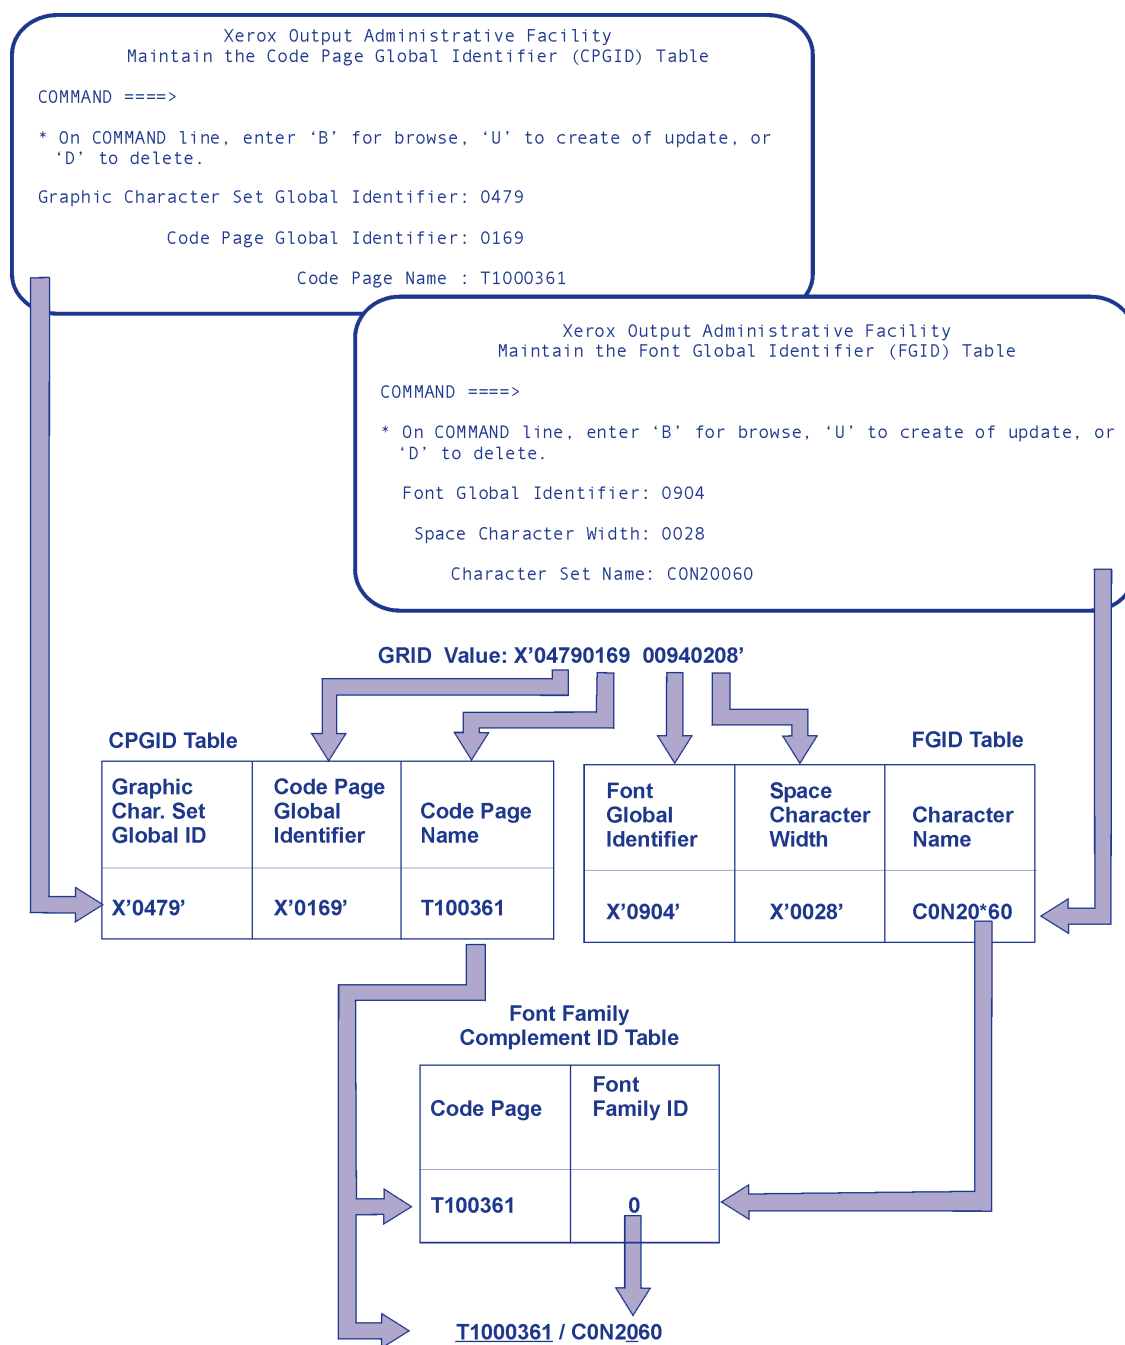 Xerox Output Administrative Facility
Maintain the Code Page Global Identifier (CPGID) Table
COMMAND ====>
* On COMMAND line, enter ‘B’ for browse, ‘U’ to create of update, or
‘D’ to delete.
Graphic Character Set Global Identifier: 0479
Code Page Global Identifier: 0169
Code Page Name : T1000361
Xerox Output Administrative Facility
Maintain the Font Global Identifier (FGID) Table
COMMAND ====>
* On COMMAND line, enter ‘B’ for browse, ‘U’ to create of update, or
‘D’ to delete.
Font Global Identifier: 0904
Space Character Width: 0028
Character Set Name: C0N20060
GRID Value: X’04790169 00940208’
CPGID Table
Graphic
Char. Set
Global ID
Code Page
Global
Identifier
Code Page
Name
X’0479’
X’0169’
T100361
FGID Table
Font
Global
Identifier
Space
Character
Width
Character
Name
X’0904’
X’0028’
C0N20*60
Font Family
Complement ID Table
Code Page
Font
Family ID
T100361
0
T1000361 / C0N2060